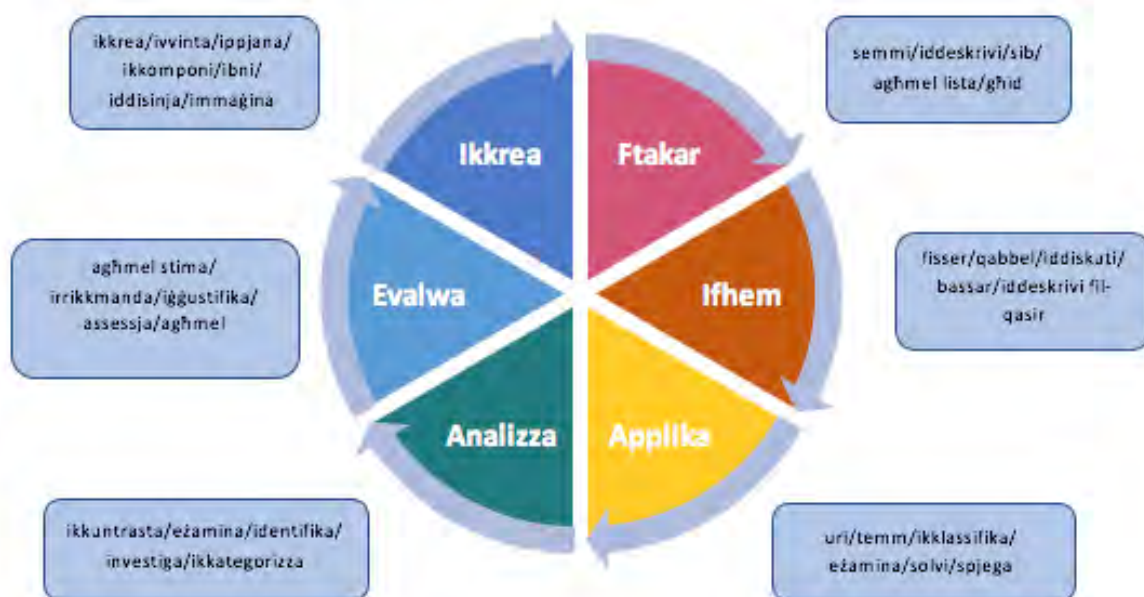 ikkrea/ivvinta/ippjana/
ikkomponi/ibni/
iddisinja/immaġina
semmi/iddeskrivi/sib/
agħmel lista/għid
Ikkrea
Ftakar
agħmel stima/
irrikkmanda/iġġustifika/
assessja/agħmel
Evalwa
Ifhem
fisser/qabbel/iddiskuti/
bassar/iddeskrivi fil-
qasir
Analizza
Applika
ikkuntrasta/eżamina/identifika/
investiga/ikkategorizza
uri/temm/ikklassifika/
eżamina/solvi/spjega